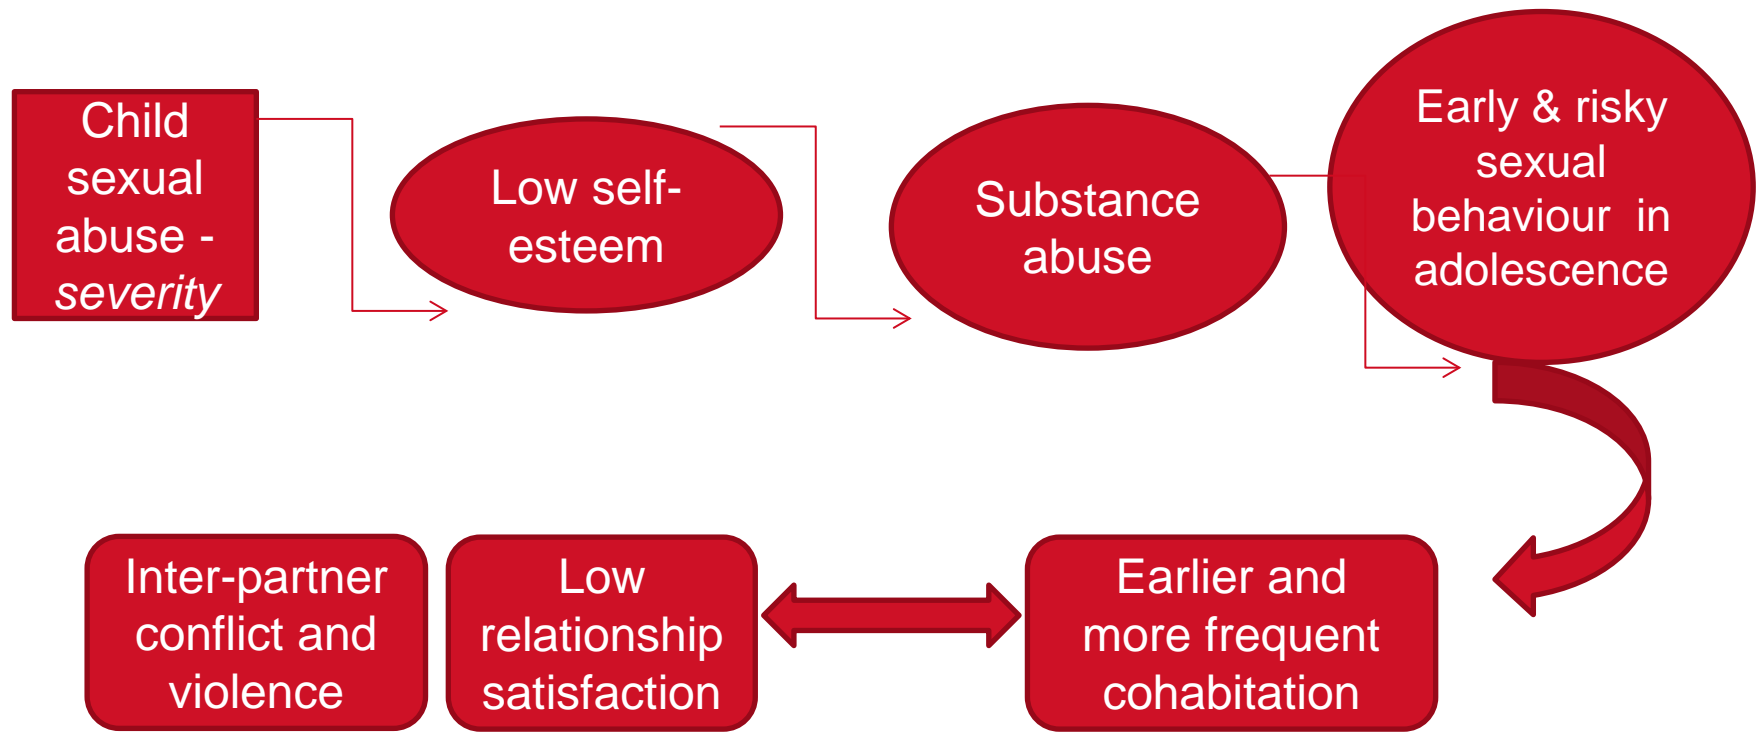 Child
sexual
abuse -
severity
Low self-
esteem
Substance
abuse
Early & risky
sexual
behaviour in
adolescence
Inter-partner
conflict and
violence
Low
relationship
satisfaction
Earlier and
more frequent
cohabitation